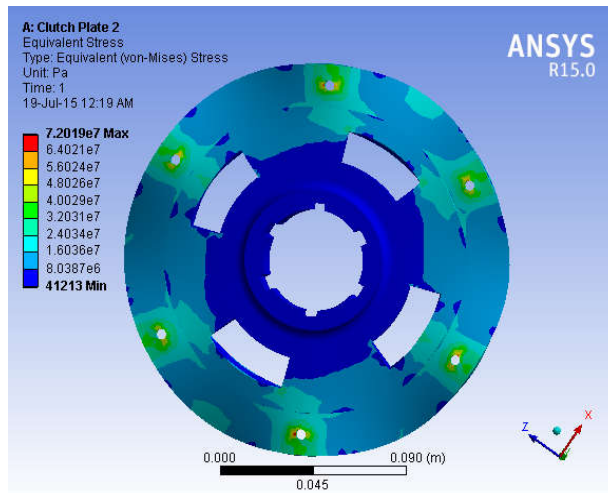 A: Clutch Plate 2
Equivalent Stress
Type: Equivalent (von-Mises) Stress
Unit: Pa
Time: 1
19-Jul-15 12:19 AM
ANSYS
R15.0
7.2019e7 Max
6.4021e7
5.6024e7
4.8026e7
4.0029e7
3.2031e7
2.4034e7
1.6036e7
8.0387e6
41213 Min
0.000
0.090 (m)
0.045
Z
X